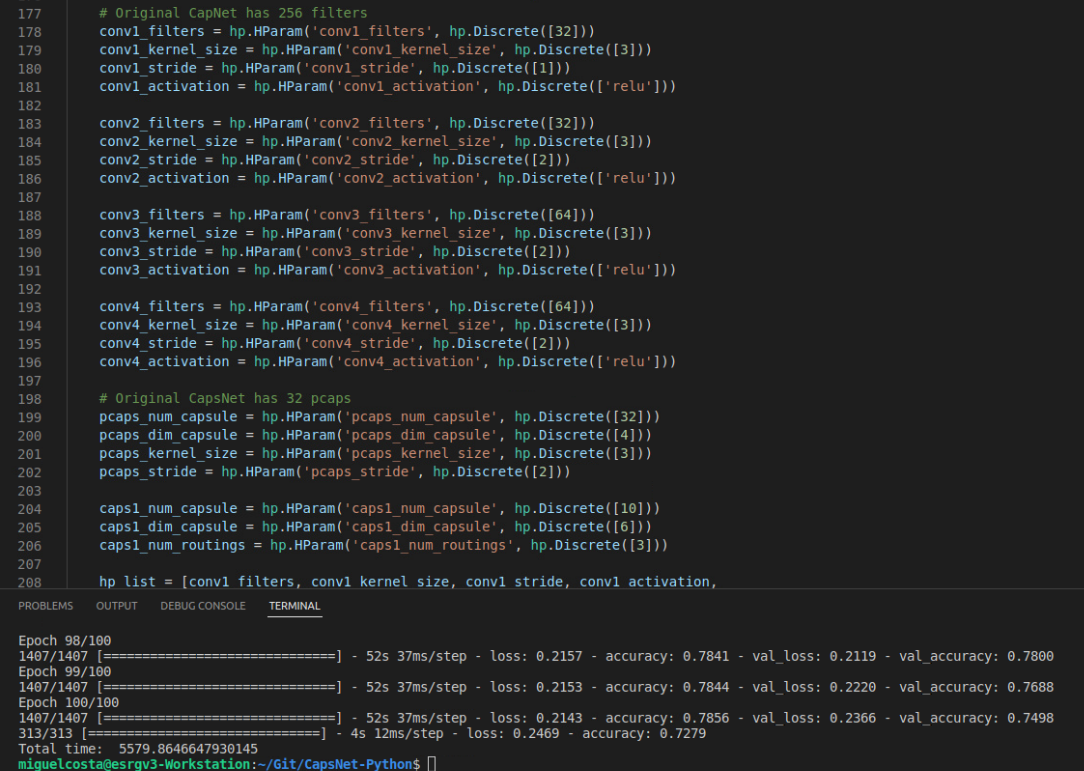 177 # Original CapNet has 256 filters
178 conv1_filters = hp.HParam('conv1_filters', hp.Discrete([32]))
179 conv1_kernel_size = hp.HParam('conv1_kernel_size', hp.Discrete([3]))
180 conv1_stride = hp.HParam('conv1_stride', hp.Discrete([1]))
181 conv1_activation = hp.HParam('conv1_activation', hp.Discrete(['relu']))
182
183 conv2_filters = hp.HParam('conv2_filters', hp.Discrete([32]))
184 conv2_kernel_size = hp.HParam('conv2_kernel_size', hp.Discrete([3]))
185 conv2_stride = hp.HParam('conv2_stride', hp.Discrete([2]))
186 conv2_activation = hp.HParam('conv2_activation', hp.Discrete(['relu']))
187
188 conv3_filters = hp.HParam('conv3_filters', hp.Discrete([64]))
189 conv3_kernel_size = hp.HParam('conv3_kernel_size', hp.Discrete([3]))
190 conv3_stride = hp.HParam('conv3_stride', hp.Discrete([2]))
191 conv3_activation = hp.HParam('conv3_activation', hp.Discrete(['relu']))
192
193 conv4_filters = hp.HParam('conv4_filters', hp.Discrete([64]))
194 conv4_kernel_size = hp.HParam('conv4_kernel_size', hp.Discrete([3]))
195 conv4_stride = hp.HParam('conv4_stride', hp.Discrete([2]))
196 conv4_activation = hp.HParam('conv4_activation', hp.Discrete(['relu']))
197
198 # Original CapsNet has 32 pcaps
199 pcaps_num_capsule = hp.HParam('pcaps_num_capsule', hp.Discrete([32]))
200 pcaps_dim_capsule = hp.HParam('pcaps_dim_capsule', hp.Discrete([4]))
201 pcaps_kernel_size = hp.HParam('pcaps_kernel_size', hp.Discrete([3]))
202 pcaps_stride = hp.HParam('pcaps_stride', hp.Discrete([2]))
203
204 caps1_num_capsule = hp.HParam('caps1_num_capsule', hp.Discrete([10]))
205 caps1_dim_capsule = hp.HParam('caps1_dim_capsule', hp.Discrete([6]))
206 caps1_num_routings = hp.HParam('caps1_num_routings', hp.Discrete([3]))
207
208 hp_list = [conv1_filters, conv1_kernel_size, conv1_stride, conv1_activation,
PROBLEMS OUTPUT DEBUG CONSOLE TERMINAL
Epoch 98/100
1407/1407 [==============================] - 52s 37ms/step - loss: 0.2157 - accuracy: 0.7841 - val_loss: 0.2119 - val_accuracy: 0.7800
Epoch 99/100
1407/1407 [==============================] - 52s 37ms/step - loss: 0.2153 - accuracy: 0.7844 - val_loss: 0.2220 - val_accuracy: 0.7688
Epoch 100/100
1407/1407 [==============================] - 52s 37ms/step - loss: 0.2143 - accuracy: 0.7856 - val_loss: 0.2366 - val_accuracy: 0.7498
313/313 [==============================] - 4s 12ms/step - loss: 0.2469 - accuracy: 0.7279
Total time:  5579.8646647930145
miguelcosta@esrgv3-Workstation:~/Git/CapsNet-Python$